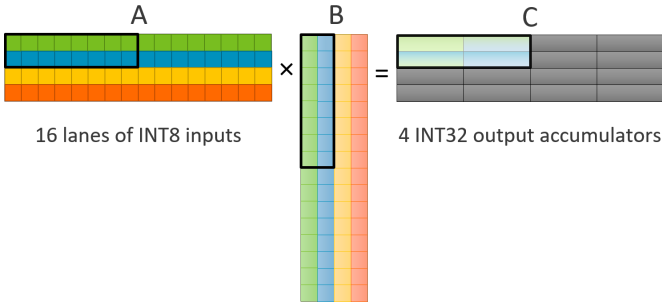 A
B
C
×
=
16 lanes of INT8 inputs
4 INT32 output accumulators